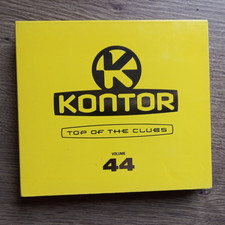 K
KONTOR
TOP OF THE CLUBS
VOLUME
44